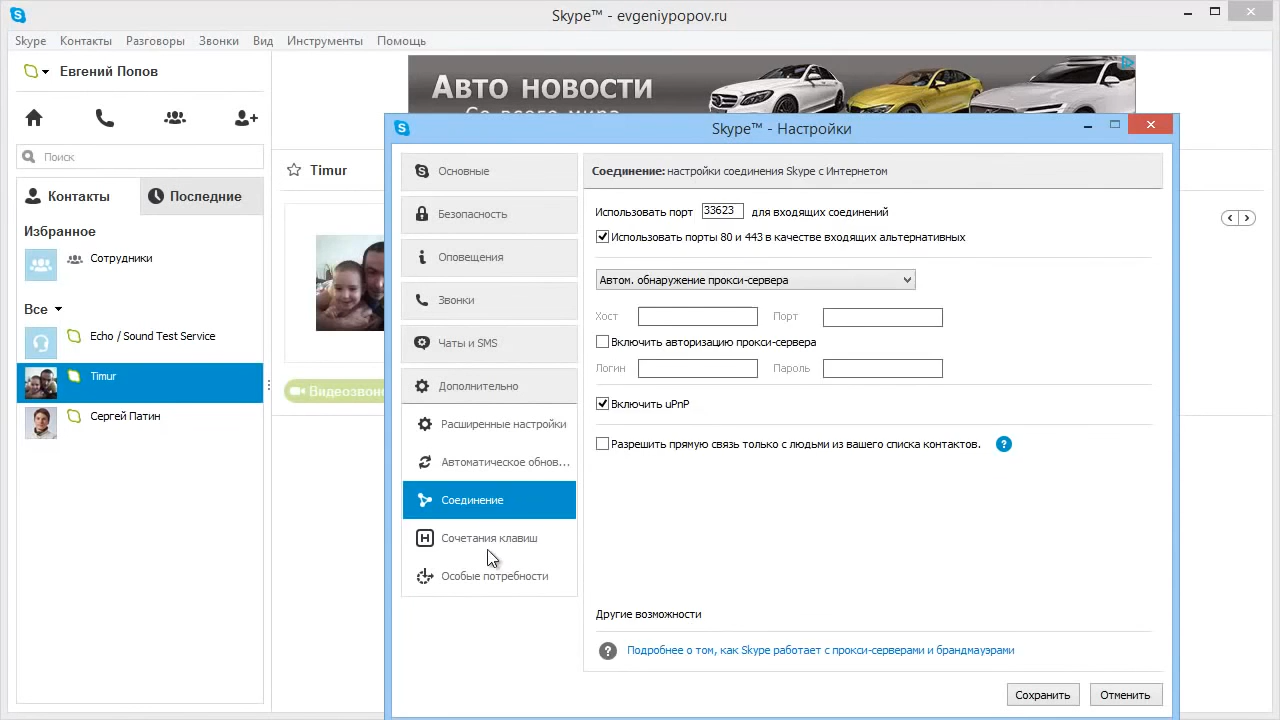 Skype™ - evgeniypopov.ru
Skype Контакты Разговоры Звонки Вид Инструменты Помощь
Евгений Попов
АВТО НОВОСТИ
Со всего мира
Поиск
Контакты Последние
Избранное
Сотрудники
Все
Echo / Sound Test Service
Timur
Сергей Патин
Timur
Видеозвоно
Skype™ - Настройки
Основные
Безопасность
Оповещения
Звонки
Чаты и SMS
Дополнительно
Расширенные настройки
Автоматическое обнов...
Соединение
Сочетания клавиш
Особые потребности
Соединение: настройки соединения Skype с Интернетом
Использовать порт 33623 для входящих соединений
Использовать порты 80 и 443 в качестве входящих альтернативных
Автом. обнаружение прокси-сервера
Хост Порт
Включить авторизацию прокси-сервера
Логин Пароль
Включить uPnP
Разрешить прямую связь только с людьми из вашего списка контактов. ?
Другие возможности
? Подробнее о том, как Skype работает с прокси-серверами и брандмауэрами
Сохранить Отменить